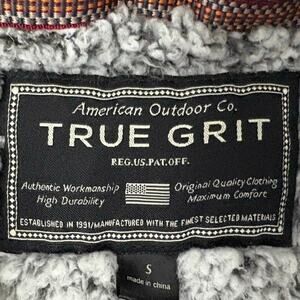 American Outdoor Co.
TRUE GRIT
REG.US.PAT.OFF.
Authentic Workmanship Original Quality Clothing
High Durability Maximum Comfort
ESTABLISHED IN 1991/MANUFACTURED WITH THE FINEST SELECTED MATERIALS
S
made in china